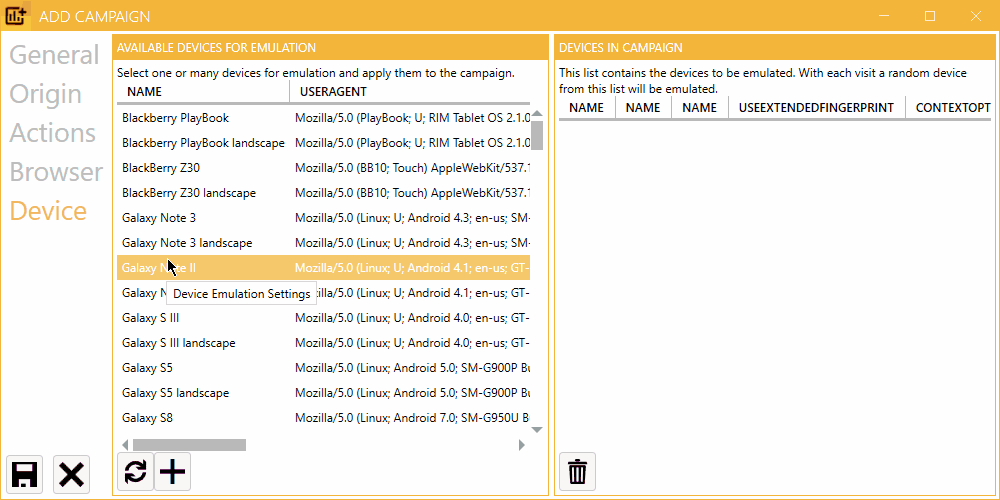 ADD CAMPAIGN
General
Origin
Actions
Browser
Device
AVAILABLE DEVICES FOR EMULATION
Select one or many devices for emulation and apply them to the campaign.
NAME USERAGENT
Blackberry PlayBook Mozilla/5.0 (PlayBook; U; RIM Tablet OS 2.1.0
Blackberry PlayBook landscape Mozilla/5.0 (PlayBook; U; RIM Tablet OS 2.1.0
BlackBerry Z30 Mozilla/5.0 (BB10; Touch) AppleWebKit/537.1
BlackBerry Z30 landscape Mozilla/5.0 (BB10; Touch) AppleWebKit/537.1
Galaxy Note 3 Mozilla/5.0 (Linux; U; Android 4.3; en-us; SM-
Galaxy Note 3 landscape Mozilla/5.0 (Linux; U; Android 4.3; en-us; SM-
Galaxy Note II Mozilla/5.0 (Linux; U; Android 4.1; en-us; GT-
Galaxy N ill/5.0 (Linux; U; Android 4.1; en-us; GT-
Device Emulation Settings
Galaxy S III Mozilla/5.0 (Linux; U; Android 4.0; en-us; GT-
Galaxy S III landscape Mozilla/5.0 (Linux; U; Android 4.0; en-us; GT-
Galaxy S5 Mozilla/5.0 (Linux; Android 5.0; SM-G900P Bu
Galaxy S5 landscape Mozilla/5.0 (Linux; Android 5.0; SM-G900P Bu
Galaxy S8 Mozilla/5.0 (Linux; Android 7.0; SM-G950U B
DEVICES IN CAMPAIGN
This list contains the devices to be emulated. With each visit a random device
from this list will be emulated.
NAME NAME NAME USEEXTENDEDFINGERPRINT CONTEXTOPT